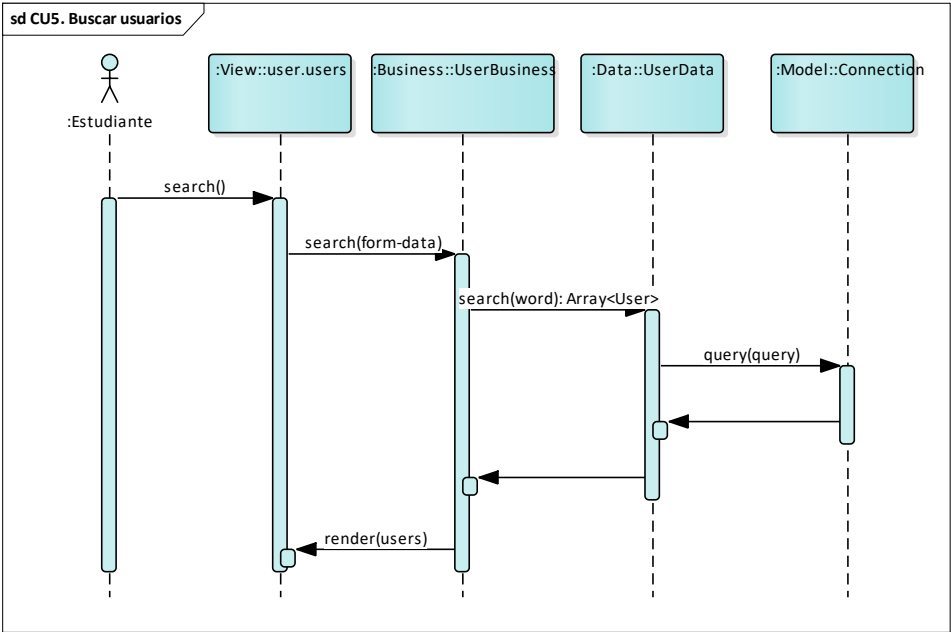 sd CU5. Buscar usuarios
:Estudiante
:View::user.users
:Business::UserBusiness
:Data::UserData
:Model::Connection
search()
search(form-data)
search(word): Array<User>
query(query)
render(users)